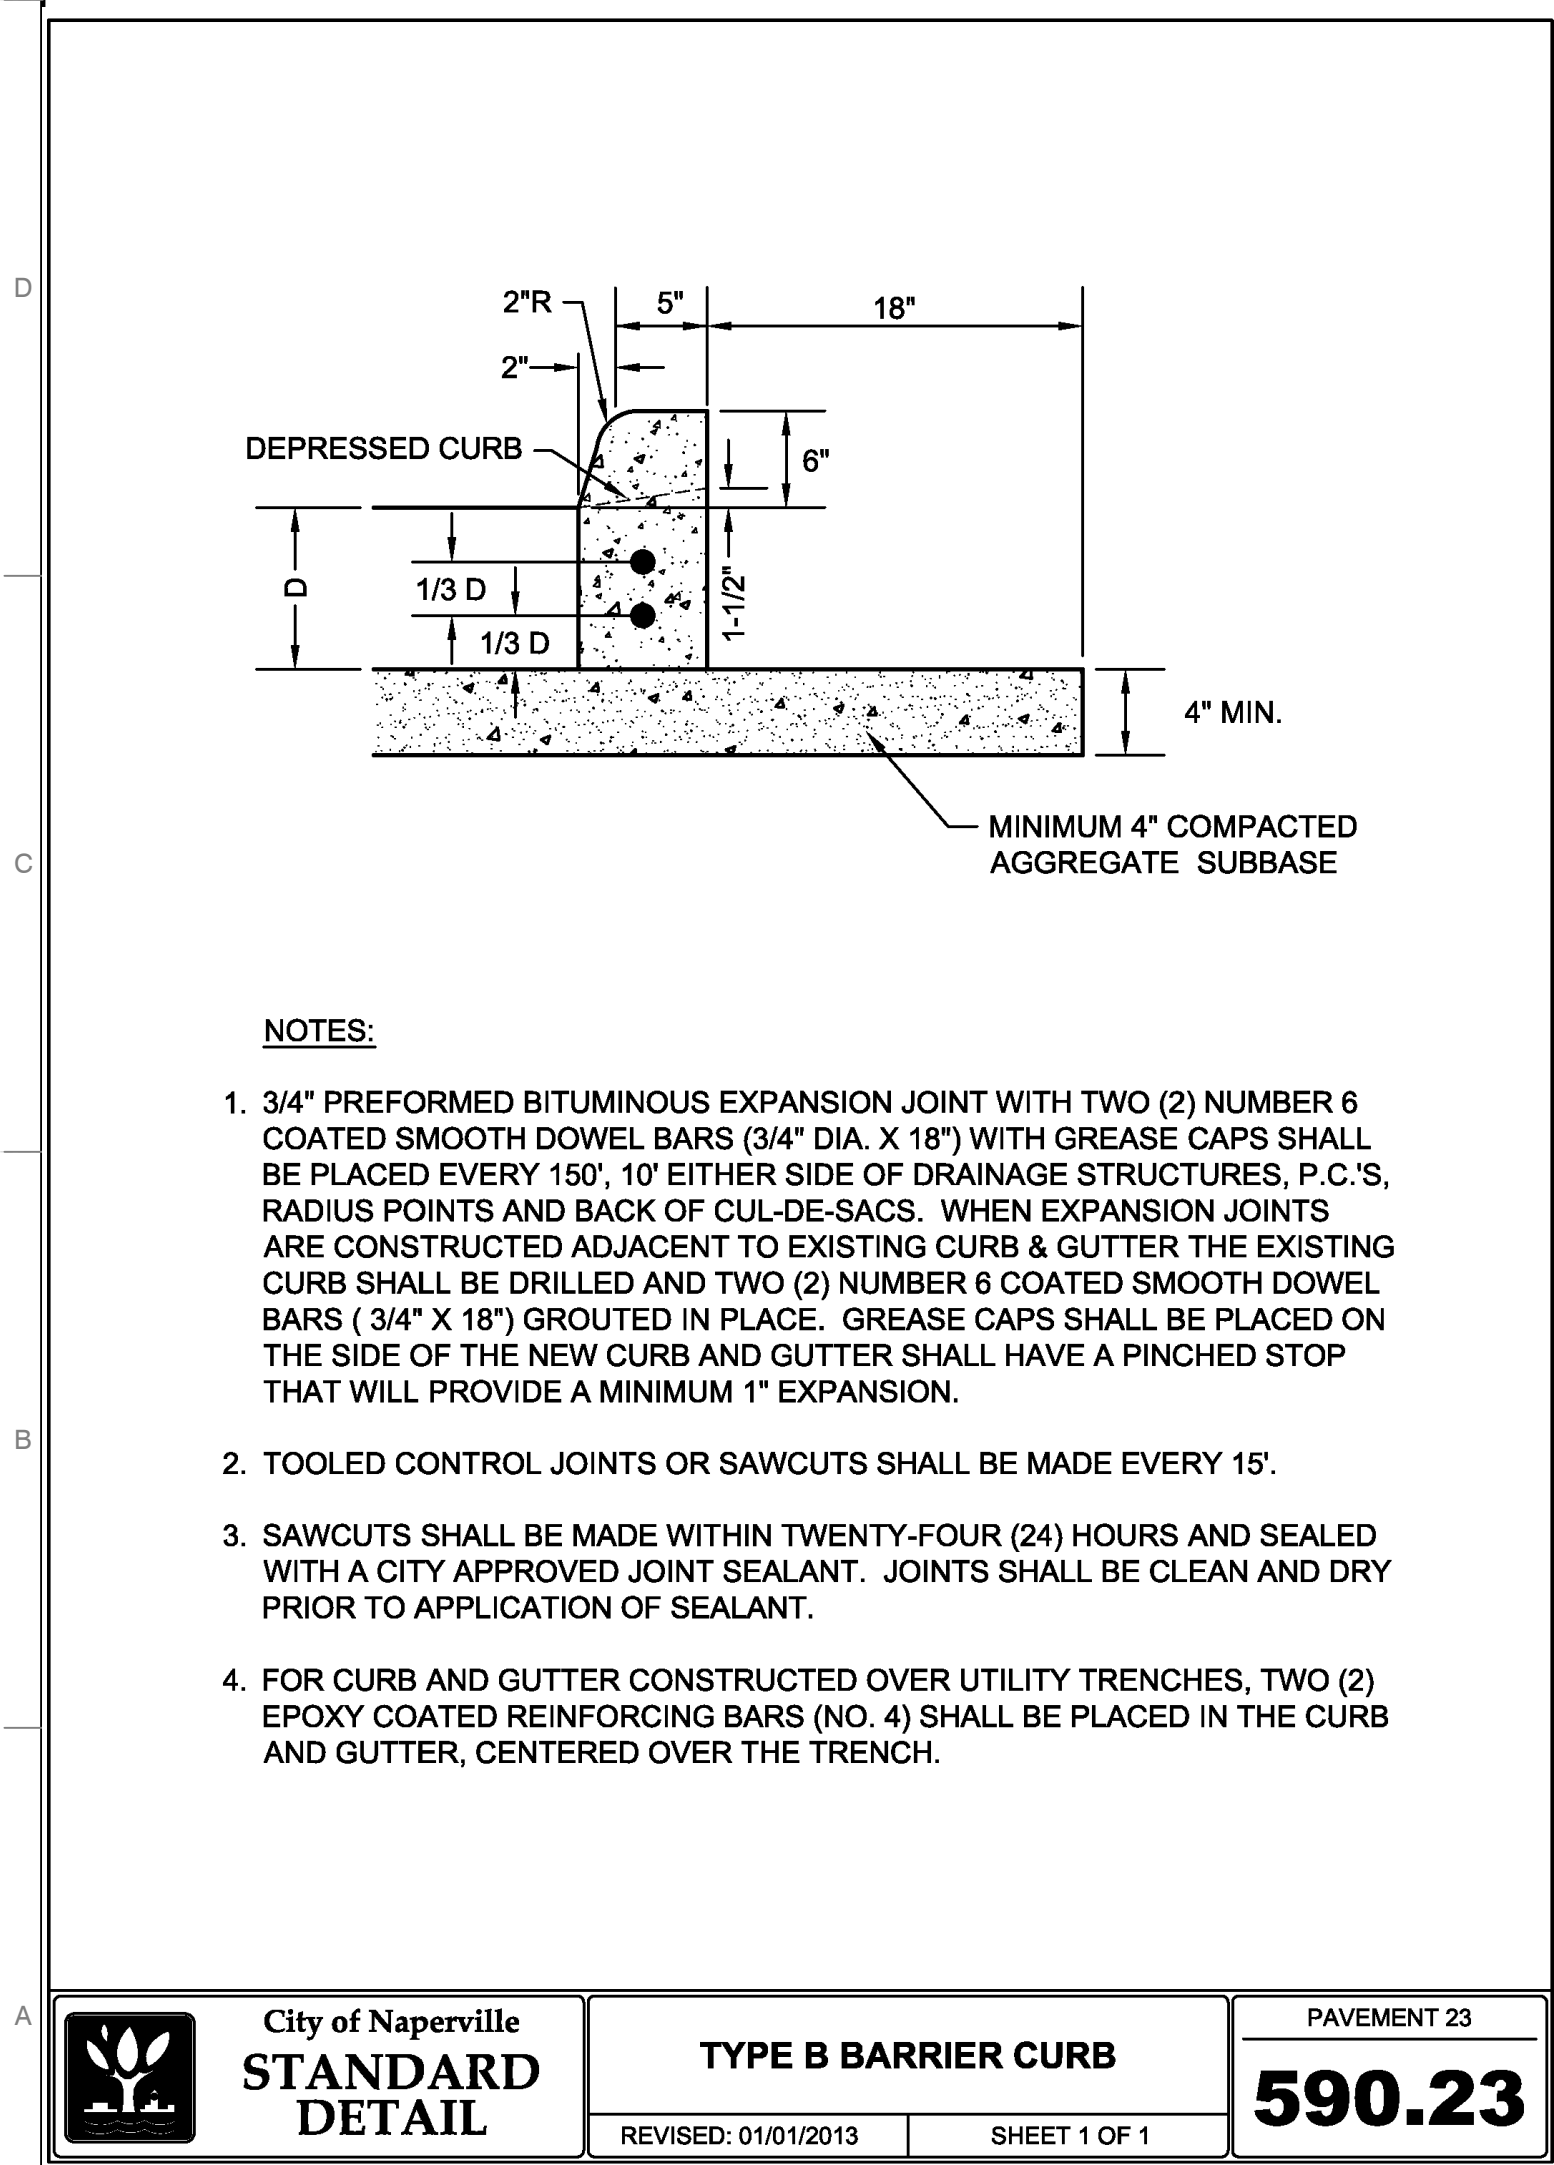 D
2"R
5"
18"
2"
DEPRESSED CURB
6"
D
1/3 D
1-1/2"
1/3 D
4" MIN.
MINIMUM 4" COMPACTED
AGGREGATE SUBBASE
C
NOTES:
1. 3/4" PREFORMED BITUMINOUS EXPANSION JOINT WITH TWO (2) NUMBER 6
COATED SMOOTH DOWEL BARS (3/4" DIA. X 18") WITH GREASE CAPS SHALL
BE PLACED EVERY 150', 10' EITHER SIDE OF DRAINAGE STRUCTURES, P.C.'S,
RADIUS POINTS AND BACK OF CUL-DE-SACS. WHEN EXPANSION JOINTS
ARE CONSTRUCTED ADJACENT TO EXISTING CURB & GUTTER THE EXISTING
CURB SHALL BE DRILLED AND TWO (2) NUMBER 6 COATED SMOOTH DOWEL
BARS ( 3/4" X 18") GROUTED IN PLACE. GREASE CAPS SHALL BE PLACED ON
THE SIDE OF THE NEW CURB AND GUTTER SHALL HAVE A PINCHED STOP
THAT WILL PROVIDE A MINIMUM 1" EXPANSION.
B
2. TOOLED CONTROL JOINTS OR SAWCUTS SHALL BE MADE EVERY 15'.
3. SAWCUTS SHALL BE MADE WITHIN TWENTY-FOUR (24) HOURS AND SEALED
WITH A CITY APPROVED JOINT SEALANT. JOINTS SHALL BE CLEAN AND DRY
PRIOR TO APPLICATION OF SEALANT.
4. FOR CURB AND GUTTER CONSTRUCTED OVER UTILITY TRENCHES, TWO (2)
EPOXY COATED REINFORCING BARS (NO. 4) SHALL BE PLACED IN THE CURB
AND GUTTER, CENTERED OVER THE TRENCH.
A
City of Naperville
STANDARD
DETAIL
TYPE B BARRIER CURB
REVISED: 01/01/2013
SHEET 1 OF 1
PAVEMENT 23
590.23